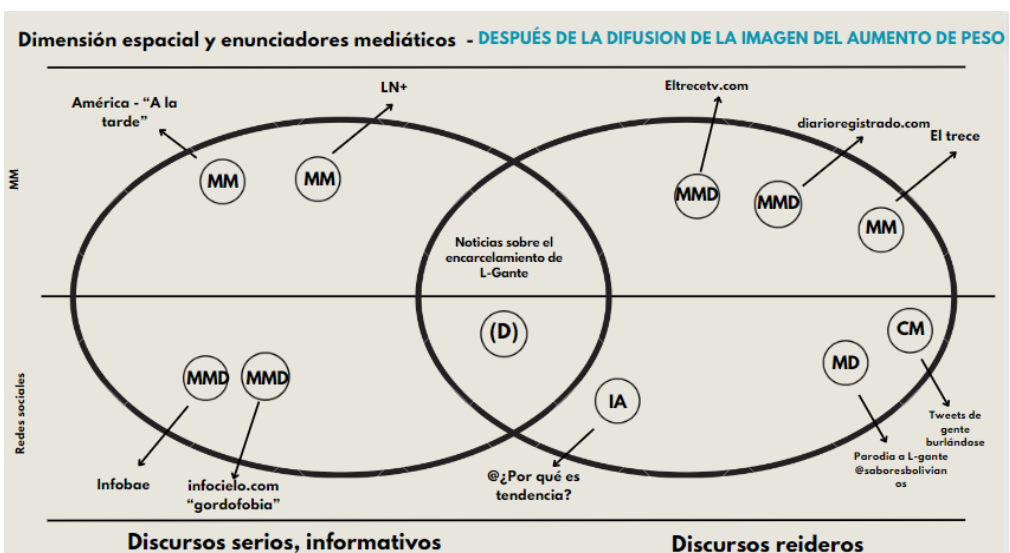 Dimensión espacial y enunciadores mediáticos - DESPUÉS DE LA DIFUSION DE LA IMAGEN DEL AUMENTO DE PESO
América - “A la
tarde”
LN+
Eltrecetv.com
diarioregistrado.com
El trece
MM
MM
MM
MMD
MMD
MM
Noticias sobre el
encarcelamiento de
L-Gante
Redes sociales
(D)
CM
MD
MMD
MMD
IA
Infobae
infocielo.com
“gordofobia”
@¿Por qué es
tendencia?
Parodia a L-gante
@saboresbolivian
os
Tweets de
gente
burlándose
Discursos serios, informativos
Discursos reideros